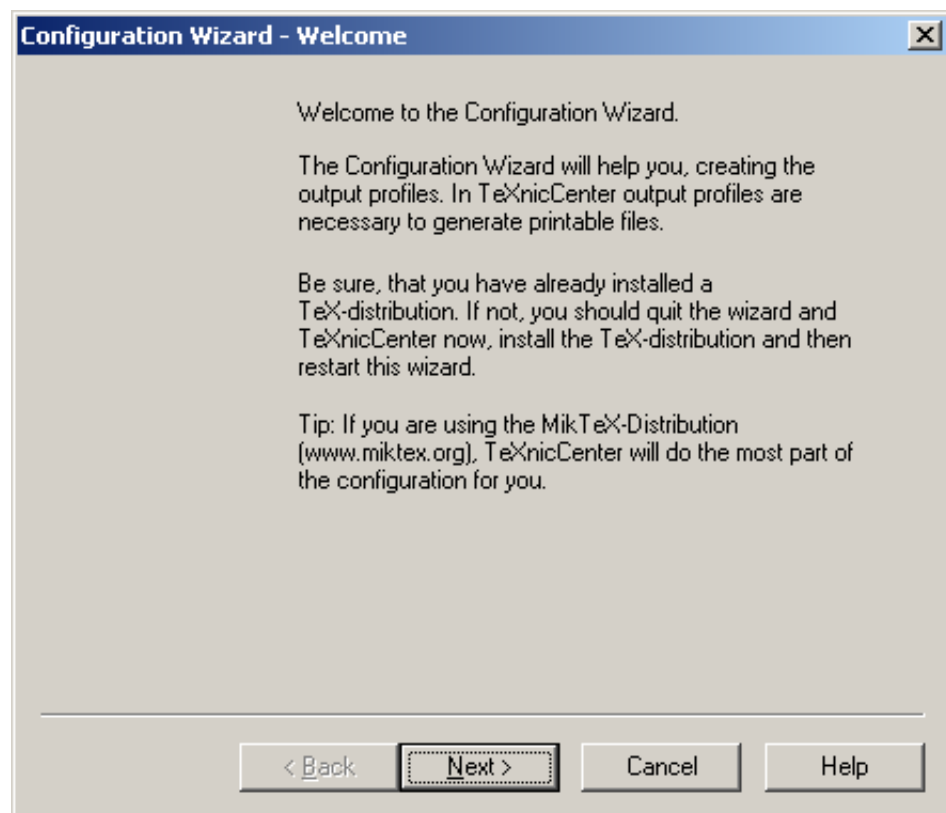 Configuration Wizard - Welcome
Welcome to the Configuration Wizard.
The Configuration Wizard will help you, creating the
output profiles. In TeXnicCenter output profiles are
necessary to generate printable files.
Be sure, that you have already installed a
TeX-distribution. If not, you should quit the wizard and
TeXnicCenter now, install the TeX-distribution and then
restart this wizard.
Tip: If you are using the MikTeX-Distribution
(www.miktex.org), TeXnicCenter will do the most part of
the configuration for you.
< Back Next > Cancel Help